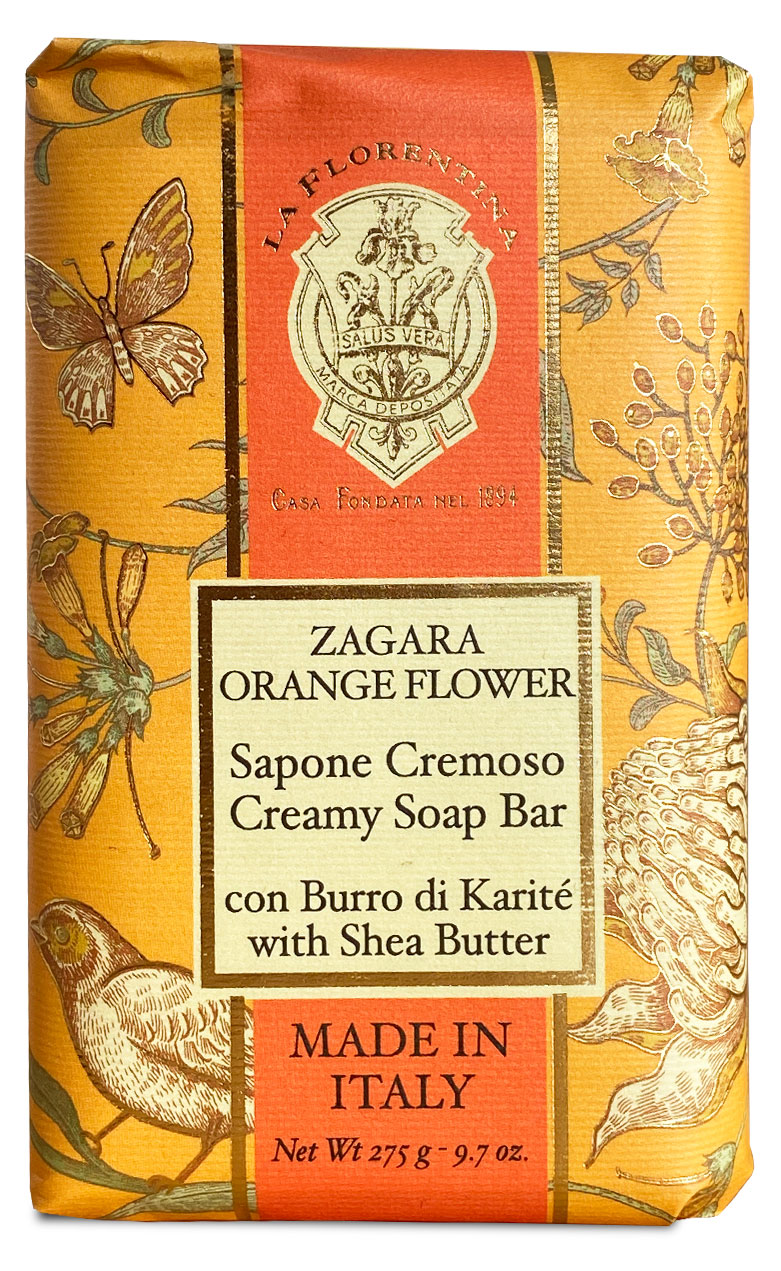 LA FLORENTINA
SALUS VERA
MARCA DEPOSITATA
CASA FONDATA NEL 1894
ZAGARA
ORANGE FLOWER
Sapone Cremoso
Creamy Soap Bar
con Burro di Karité
with Shea Butter
MADE IN
ITALY
Net Wt 275 g - 9.7 oz.